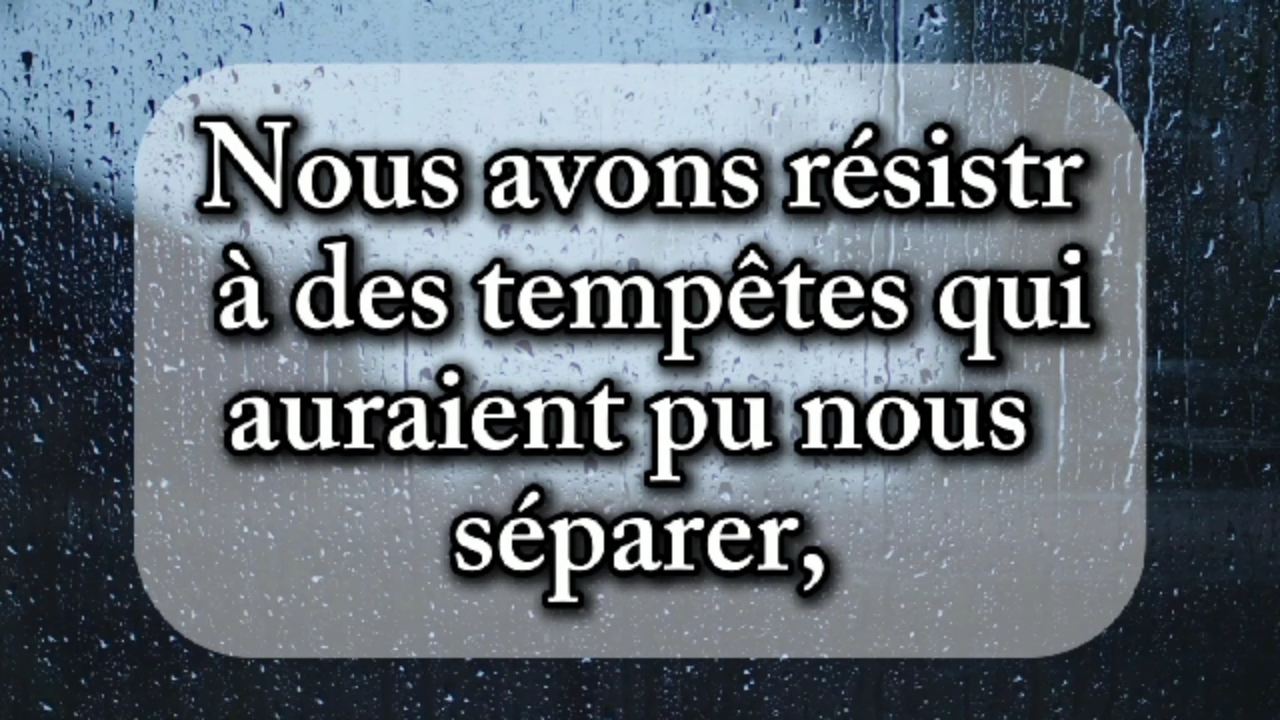 Nous avons résistr
à des tempêtes qui
auraient pu nous
séparer,